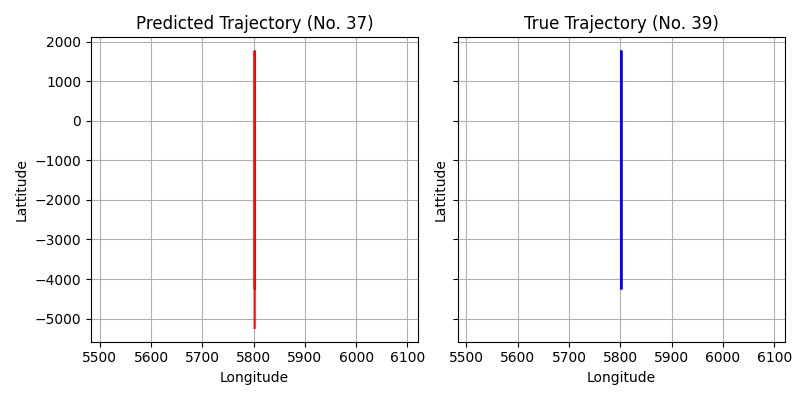 Predicted Trajectory (No. 37)
True Trajectory (No. 39)
2000
1000
0
−1000
−2000
−3000
−4000
−5000
Lattitude
Lattitude
5500 5600 5700 5800 5900 6000 6100
5500 5600 5700 5800 5900 6000 6100
Longitude
Longitude